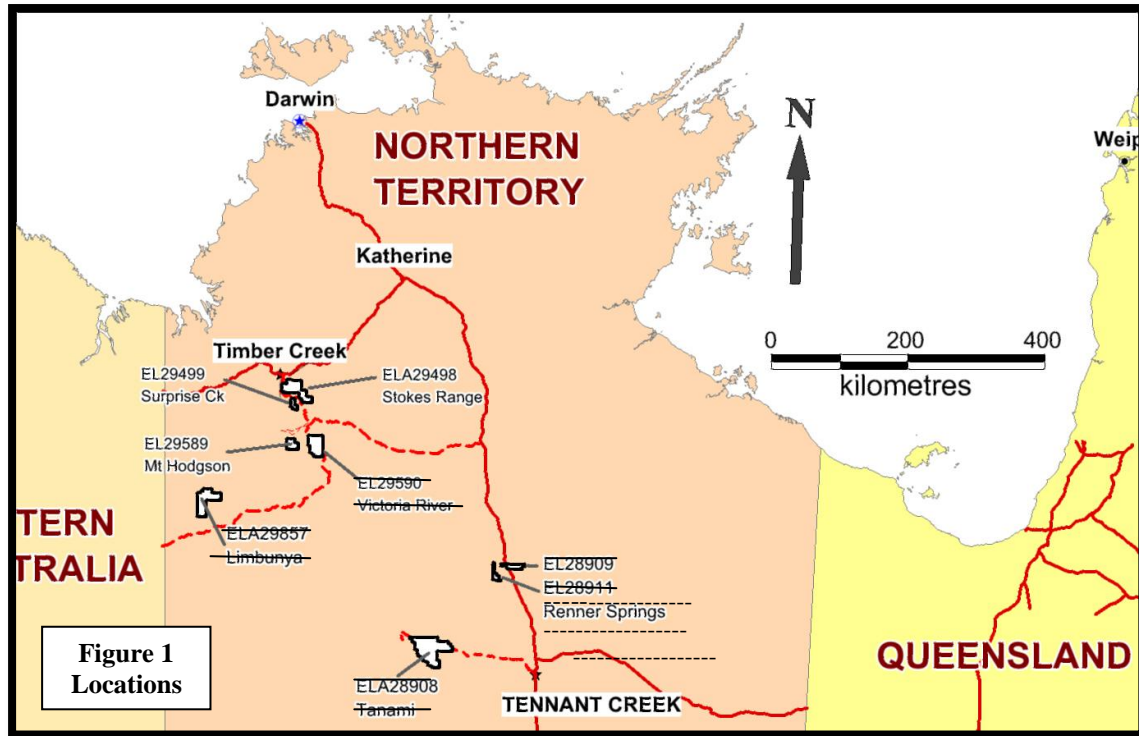 Darwin
NORTHERN
TERRITORY
N
Weip
Katherine
0 200 400
kilometres
Timber Creek
EL29499
Surprise Ck
ELA29498
Stokes Range
EL29589
Mt Hodgson
EL29590
Victoria River
TERN
TRALIA
ELA29857
Limbunya
EL28909
EL28911
Renner Springs
Figure 1
Locations
QUEENSLAND
ELA28908
Tanami
TENNANT CREEK